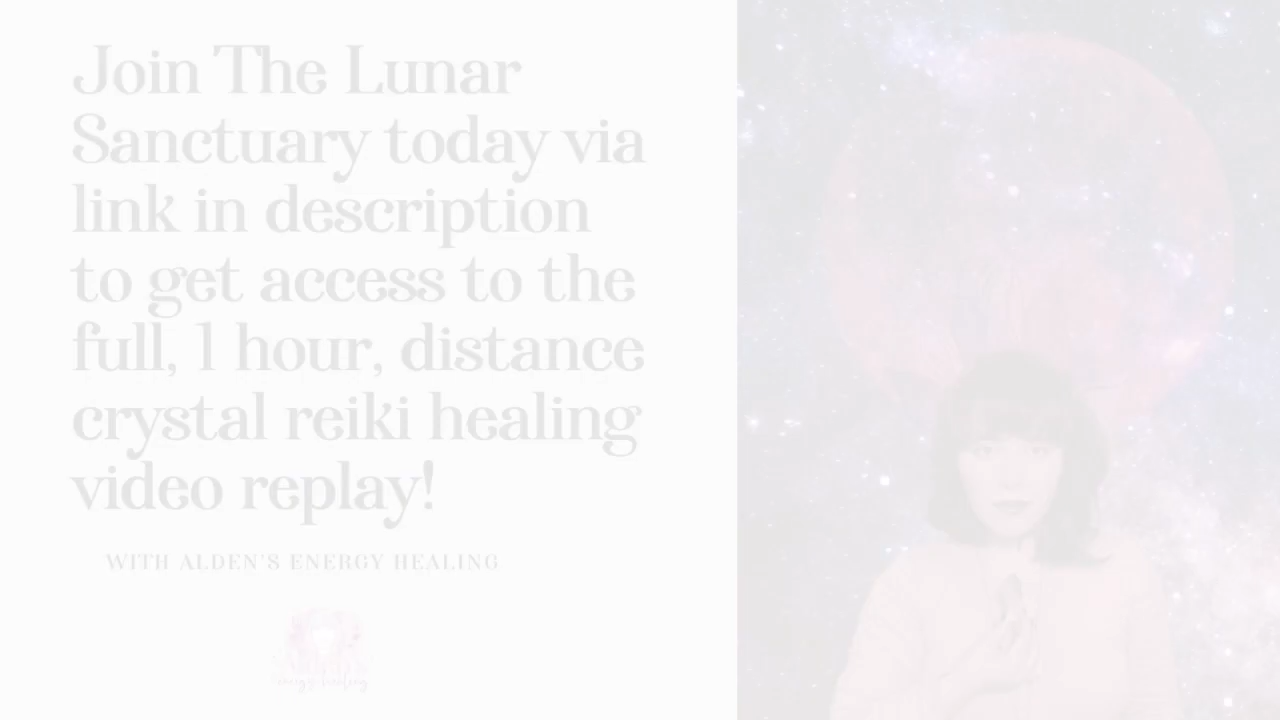 Join The Lunar
Sanctuary today via
link in description
to get access to the
full, 1 hour, distance
crystal reiki healing
video replay!
WITH ALDEN'S ENERGY HEALING